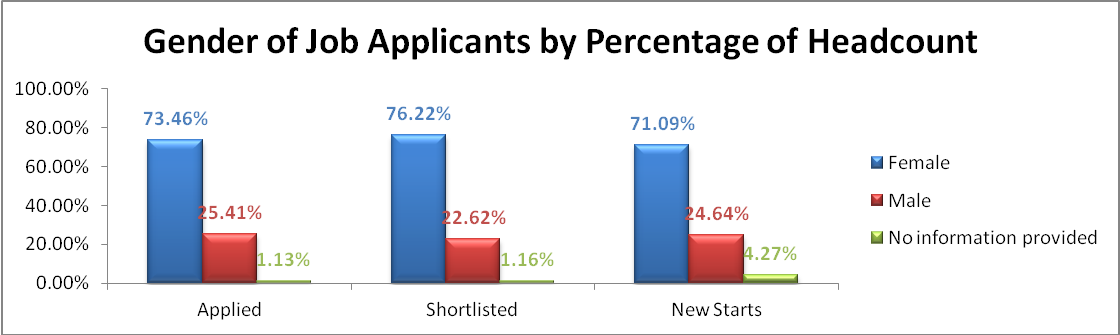 Gender of Job Applicants by Percentage of Headcount
100.00%
80.00%
60.00%
40.00%
20.00%
0.00%
73.46%
25.41%
1.13%
76.22%
22.62%
1.16%
71.09%
24.64%
4.27%
Applied
Shortlisted
New Starts
Female
Male
No information provided